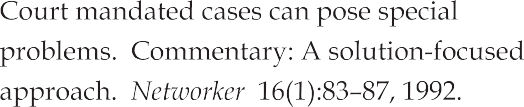 Court mandated cases can pose special
problems. Commentary: A solution-focused
approach. Networker 16(1):83–87, 1992.